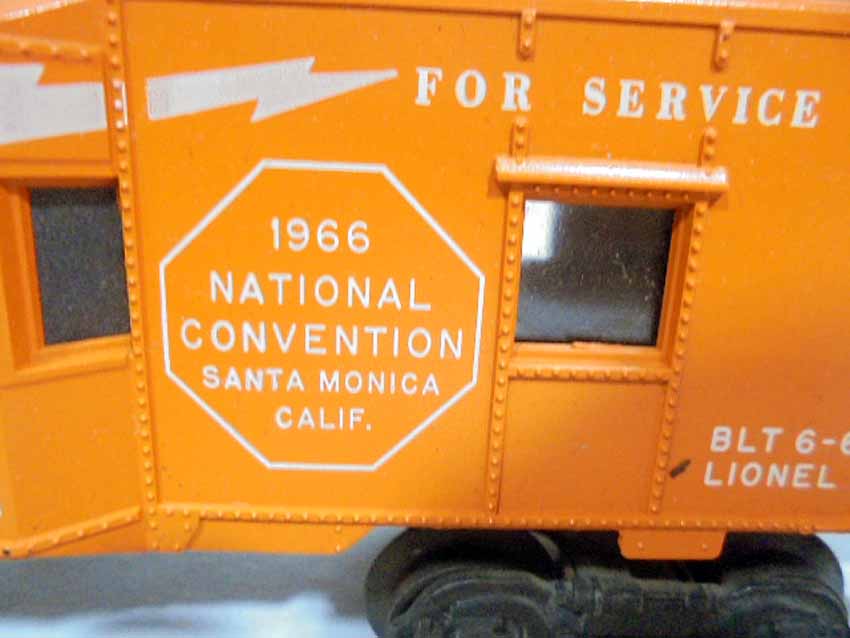 FOR SERVICE
1966
NATIONAL
CONVENTION
SANTA MONICA
CALIF.
BLT 6-6
LIONEL